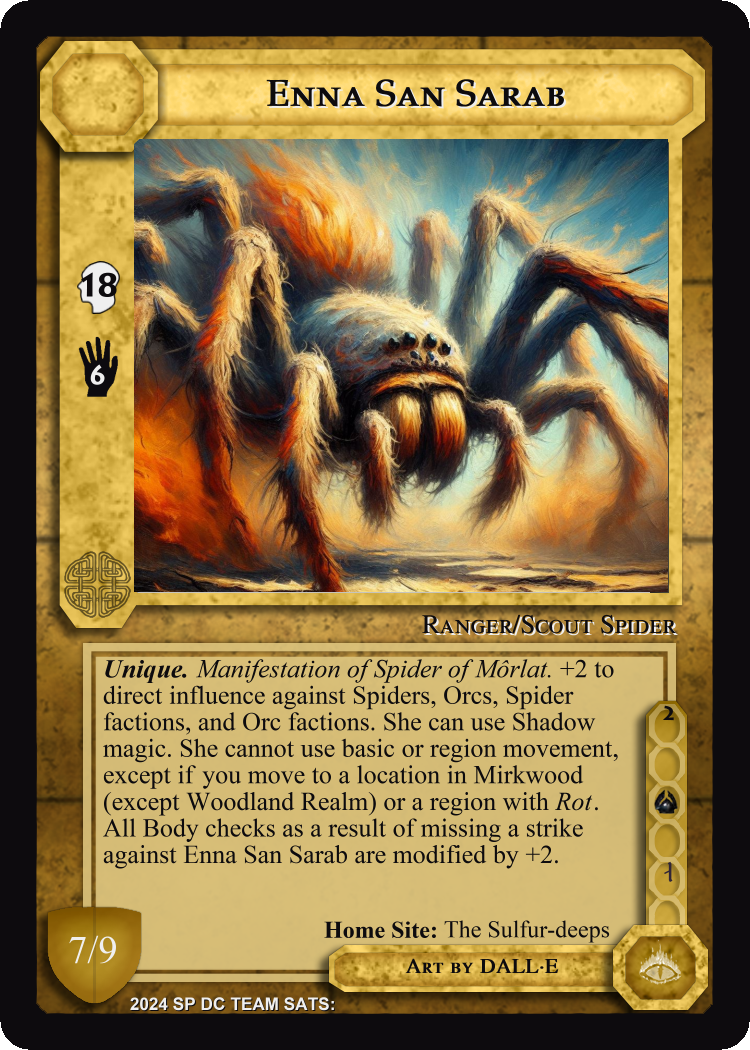 Enna San Sarab
18
6
Ranger/Scout Spider
Unique. Manifestation of Spider of Môrlat. +2 to
direct influence against Spiders, Orcs, Spider
factions, and Orc factions. She can use Shadow
magic. She cannot use basic or region movement,
except if you move to a location in Mirkwood
(except Woodland Realm) or a region with Rot.
All Body checks as a result of missing a strike
against Enna San Sarab are modified by +2.
2
1
Home Site: The Sulfur-deeps
7/9
Art by DALL·E
2024 SP DC TEAM SATS: